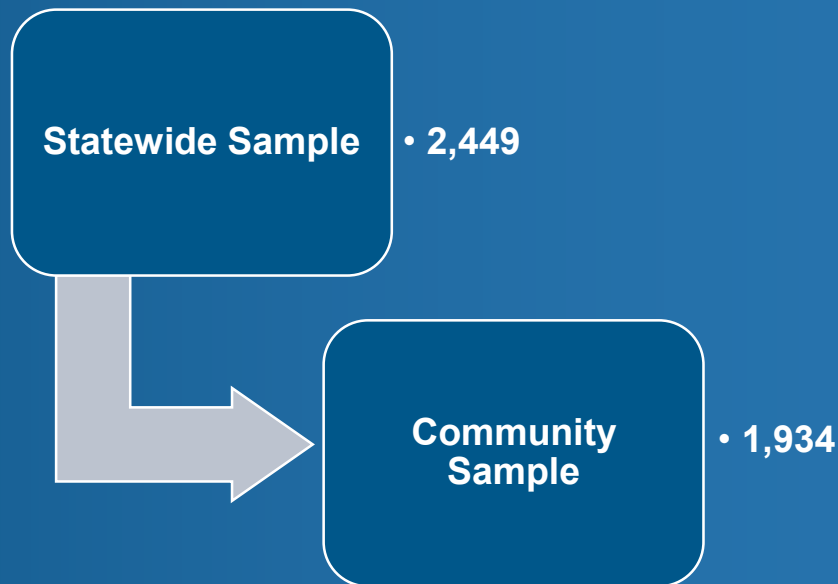 Statewide Sample
• 2,449
Community
Sample
• 1,934